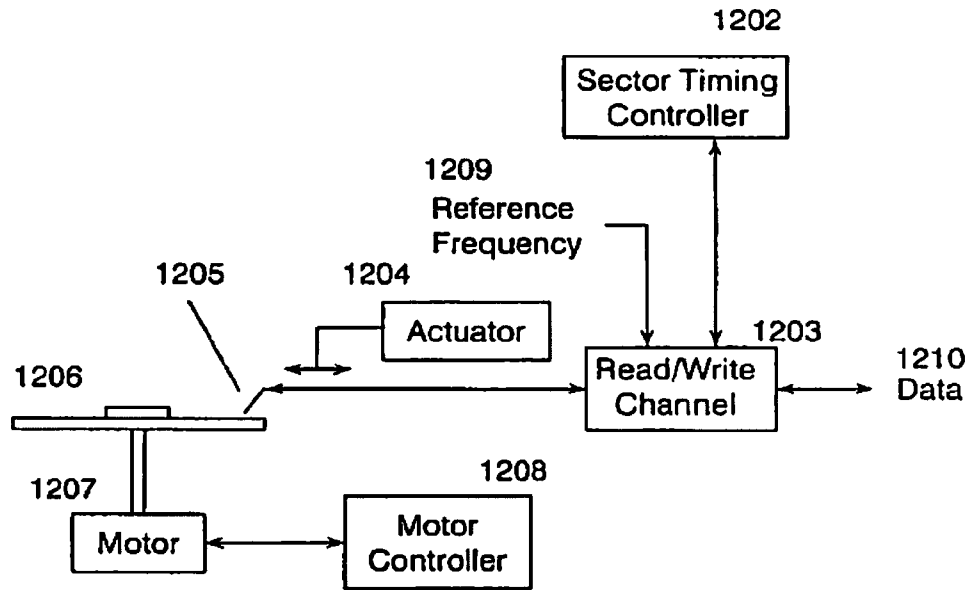 1202
Sector Timing
Controller
1209
Reference
Frequency
1204
Actuator
1205
1203
Read/Write
Channel
1210
Data
1206
1207
Motor
1208
Motor
Controller